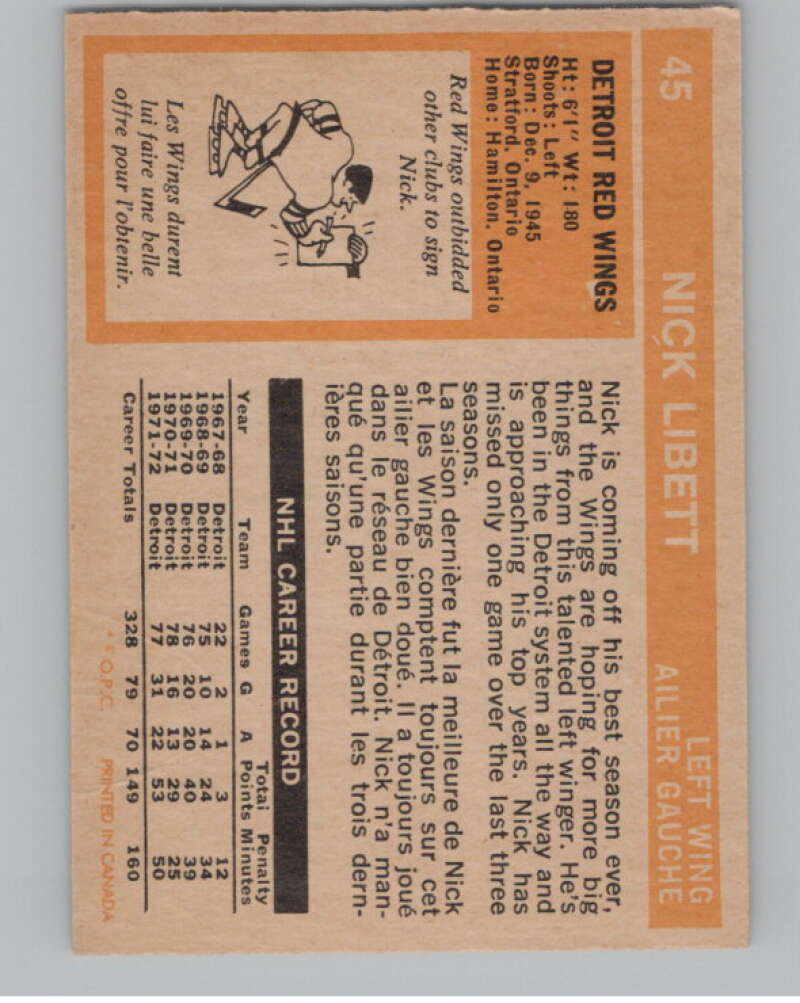 45
NICK LIBETT
LEFT WING
AILIER GAUCHE
DETROIT RED WINGS
Ht: 6'1" Wt: 180
Shoots: Left
Born: Dec. 9, 1945
Stratford, Ontario
Home: Hamilton, Ontario
Red Wings outbidded
other clubs to sign
Nick.
Les Wings durent
lui faire une belle
offre pour l'obtenir.
Nick is coming off his best season ever,
and the Wings are hoping for more big
things from this talented left winger. He's
been in the Detroit system all the way and
is approaching his top years. Nick has
missed only one game over the last three
seasons.
La saison dernière fut la meilleure de Nick
et les Wings comptent toujours sur cet
ailier gauche bien doué. Il a toujours joué
dans le réseau de Détroit. Nick n'a man-
qué qu'une partie durant les trois dern-
ières saisons.
NHL CAREER RECORD
Year Team Games G A Total Points Penalty Minutes
1967-68 Detroit 22 2 1 3 12
1968-69 Detroit 75 10 14 24 34
1969-70 Detroit 76 20 20 40 39
1970-71 Detroit 78 16 13 29 25
1971-72 Detroit 77 31 22 53 50
Career Totals 328 79 70 149 160
* © O.P.C. PRINTED IN CANADA